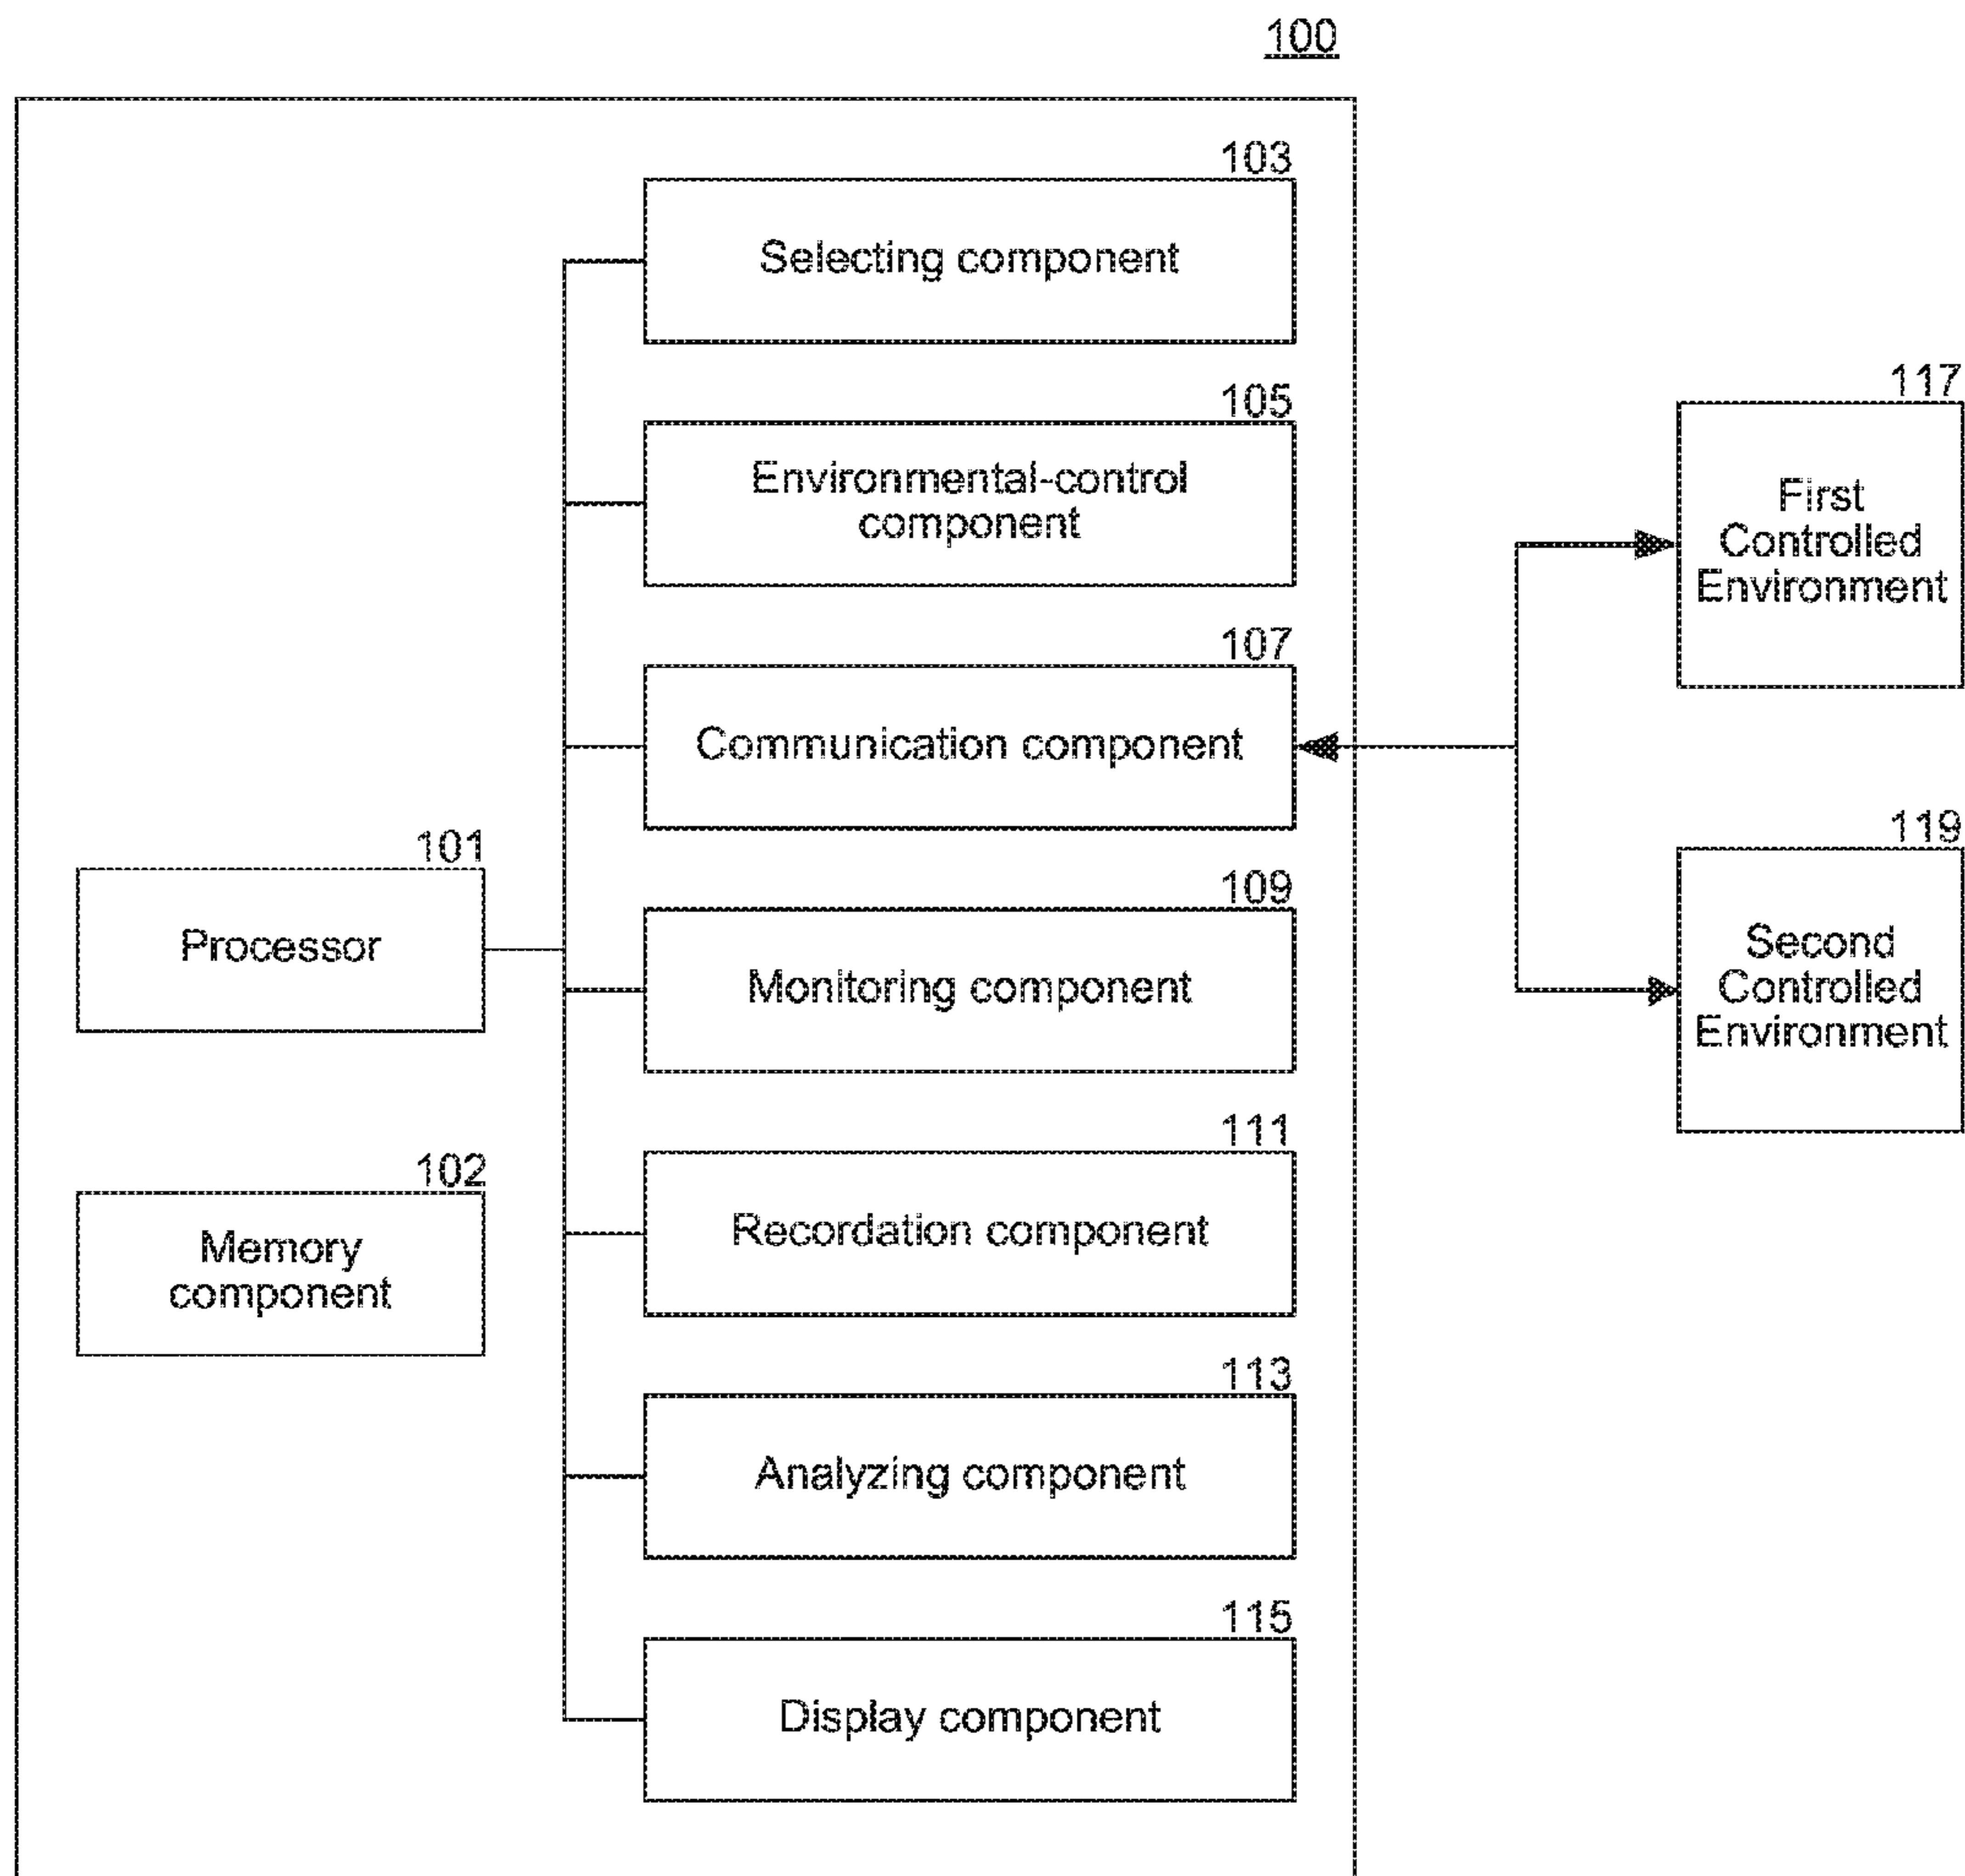 100
103
Selecting component
105
Environmental-control
component
107
Communication component
117
First
Controlled
Environment
101
Processor
109
Monitoring component
119
Second
Controlled
Environment
102
Memory
component
111
Recordation component
113
Analyzing component
115
Display component